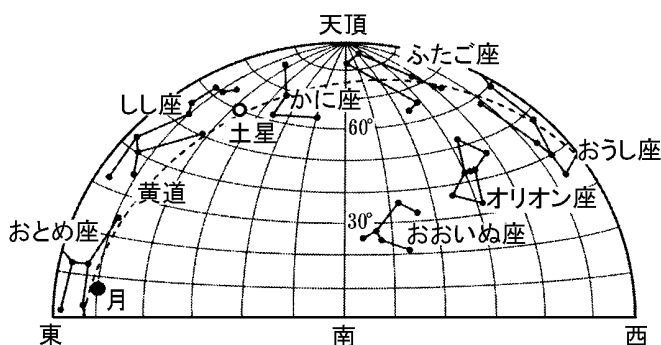 天頂
ふたご座
しし座
かに座
土星
60°
おうし座
黄道
オリオン座
おとめ座
30°
おおいぬ座
月
東
南
西